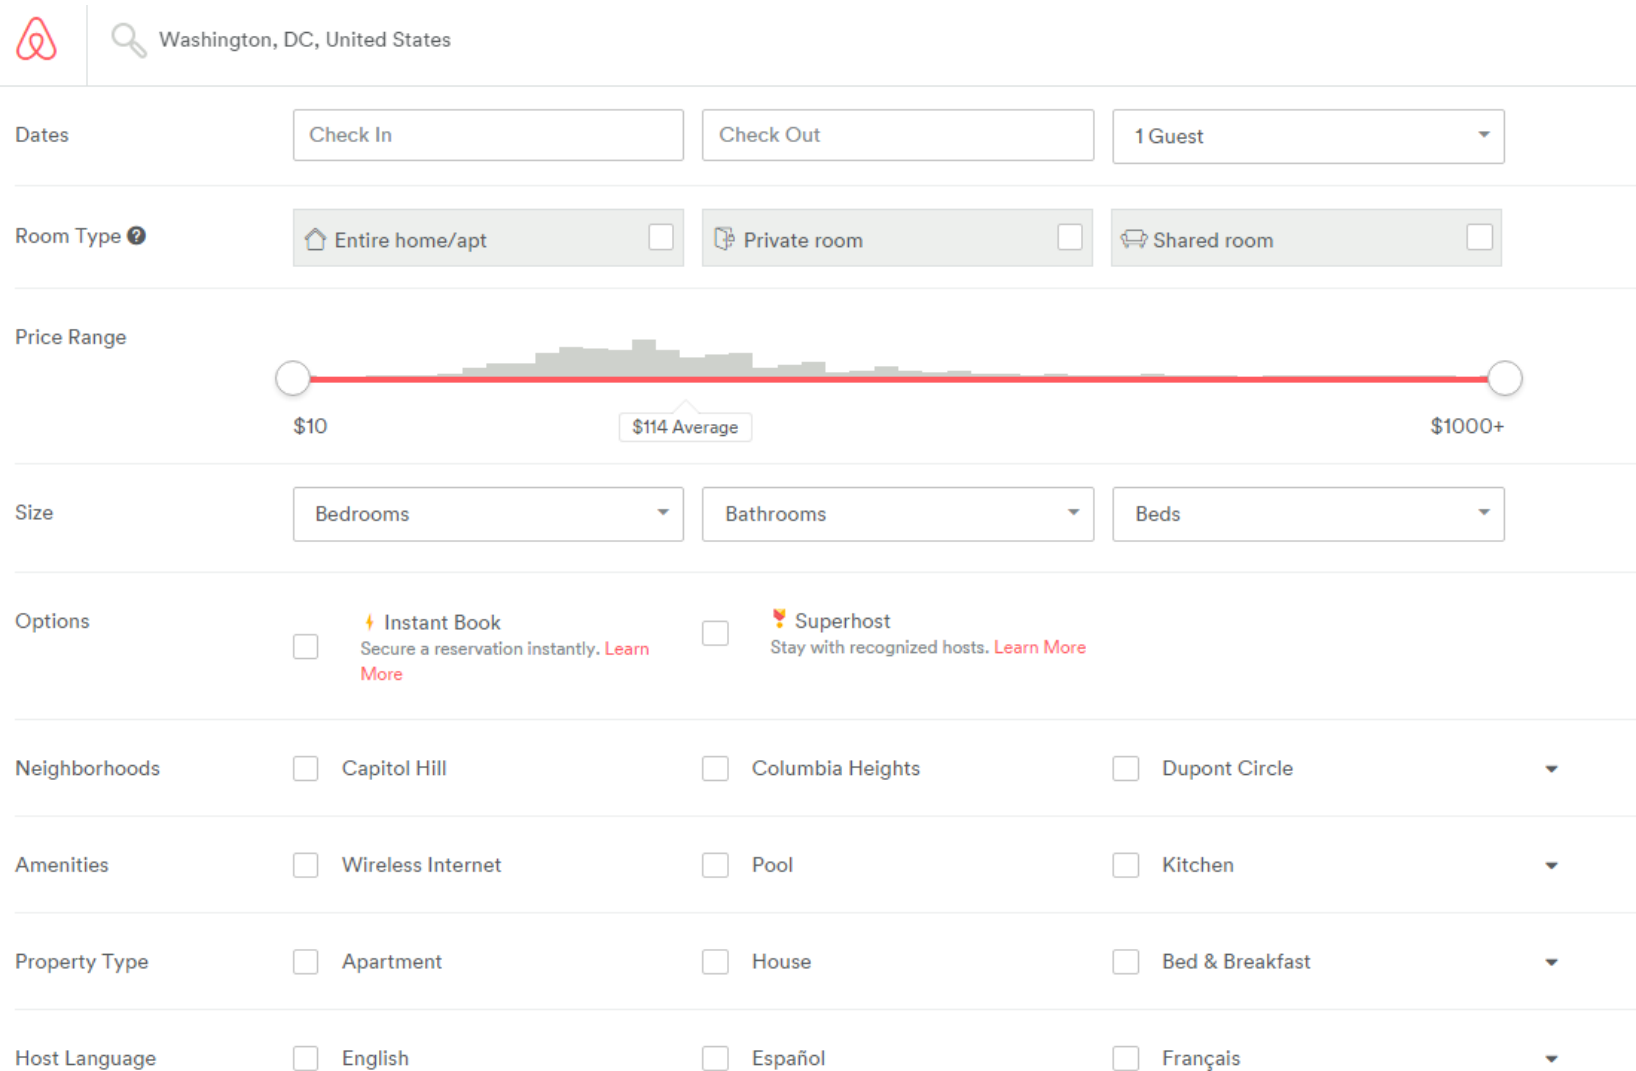 Washington, DC, United States
Dates
Check In
Check Out
1 Guest
Room Type ?
Entire home/apt
Private room
Shared room
Price Range
$10
$114 Average
$1000+
Size
Bedrooms
Bathrooms
Beds
Options
Instant Book
Secure a reservation instantly. Learn
More
Superhost
Stay with recognized hosts. Learn More
Neighborhoods
Capitol Hill
Columbia Heights
Dupont Circle
Amenities
Wireless Internet
Pool
Kitchen
Property Type
Apartment
House
Bed & Breakfast
Host Language
English
Español
Français